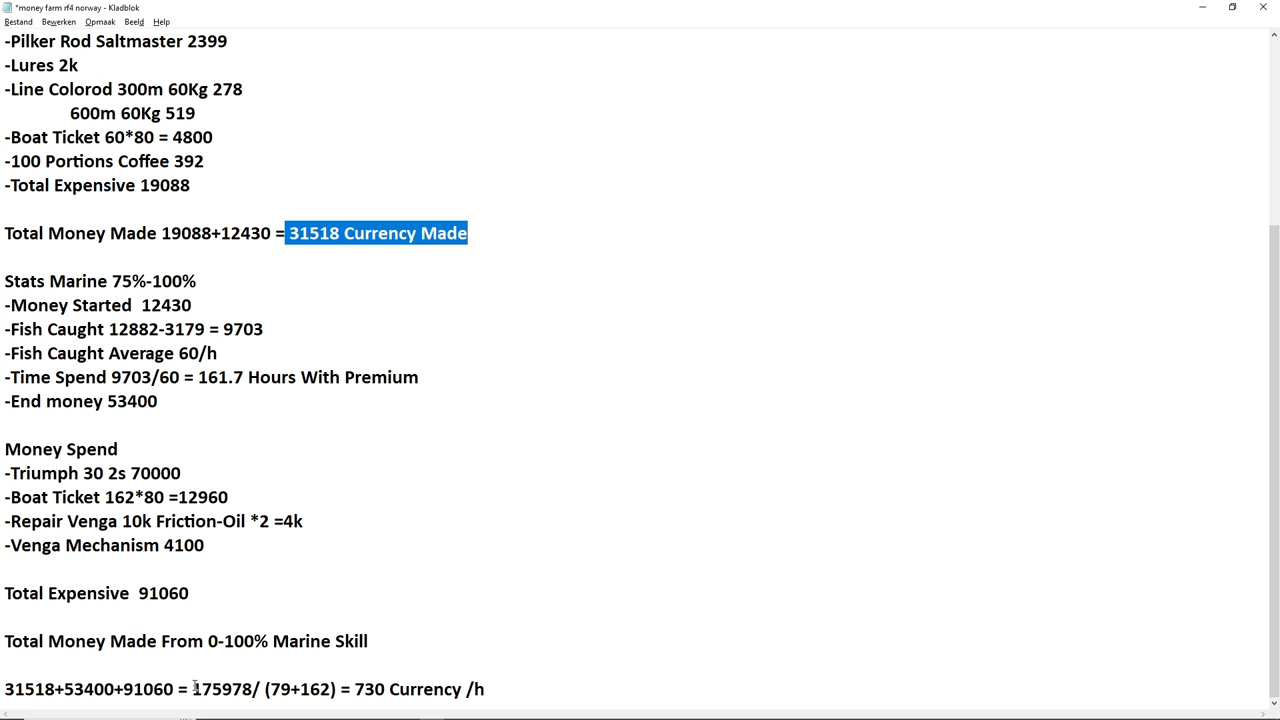 *money farm rf4 norway - Kladblok
Bestand Bewerken Opmaak Beeld Help
-Pilker Rod Saltmaster 2399
-Lures 2k
-Line Colorod 300m 60Kg 278
600m 60Kg 519
-Boat Ticket 60*80 = 4800
-100 Portions Coffee 392
-Total Expensive 19088
Total Money Made 19088+12430 = 31518 Currency Made
Stats Marine 75%-100%
-Money Started 12430
-Fish Caught 12882-3179 = 9703
-Fish Caught Average 60/h
-Time Spend 9703/60 = 161.7 Hours With Premium
-End money 53400
Money Spend
-Triumph 30 2s 70000
-Boat Ticket 162*80 =12960
-Repair Venga 10k Friction-Oil *2 =4k
-Venga Mechanism 4100
Total Expensive 91060
Total Money Made From 0-100% Marine Skill
31518+53400+91060 = 175978/ (79+162) = 730 Currency /h